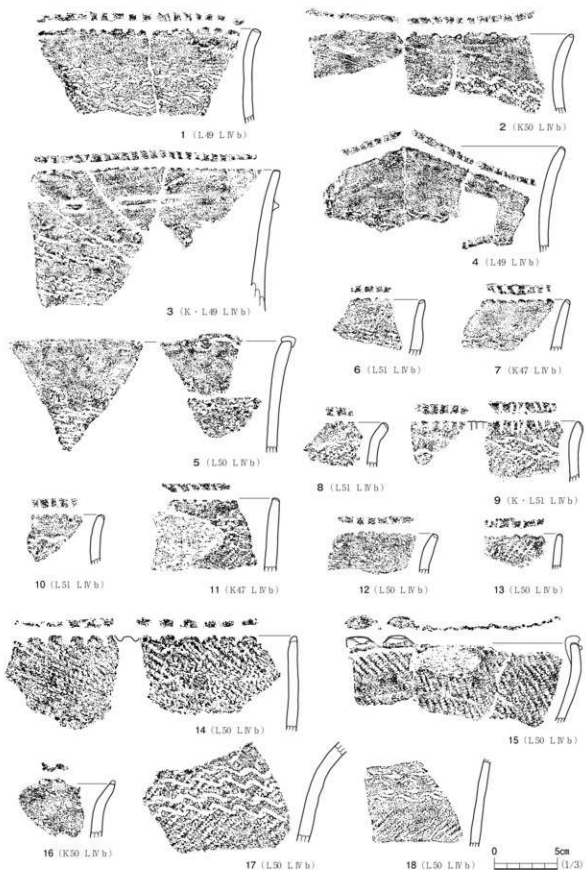 1 (L49 LⅣb)
2 (K50 LⅣb)
3 (K・L49 LⅣb)
4 (L49 LⅣb)
5 (L50 LⅣb)
6 (L51 LⅣb)
7 (K47 LⅣb)
8 (L51 LⅣb)
9 (K・L51 LⅣb)
10 (L51 LⅣb)
11 (K47 LⅣb)
12 (L50 LⅣb)
13 (L50 LⅣb)
14 (L50 LⅣb)
15 (L50 LⅣb)
16 (K50 LⅣb)
17 (L50 LⅣb)
18 (L50 LⅣb)
0 5cm
(1/3)